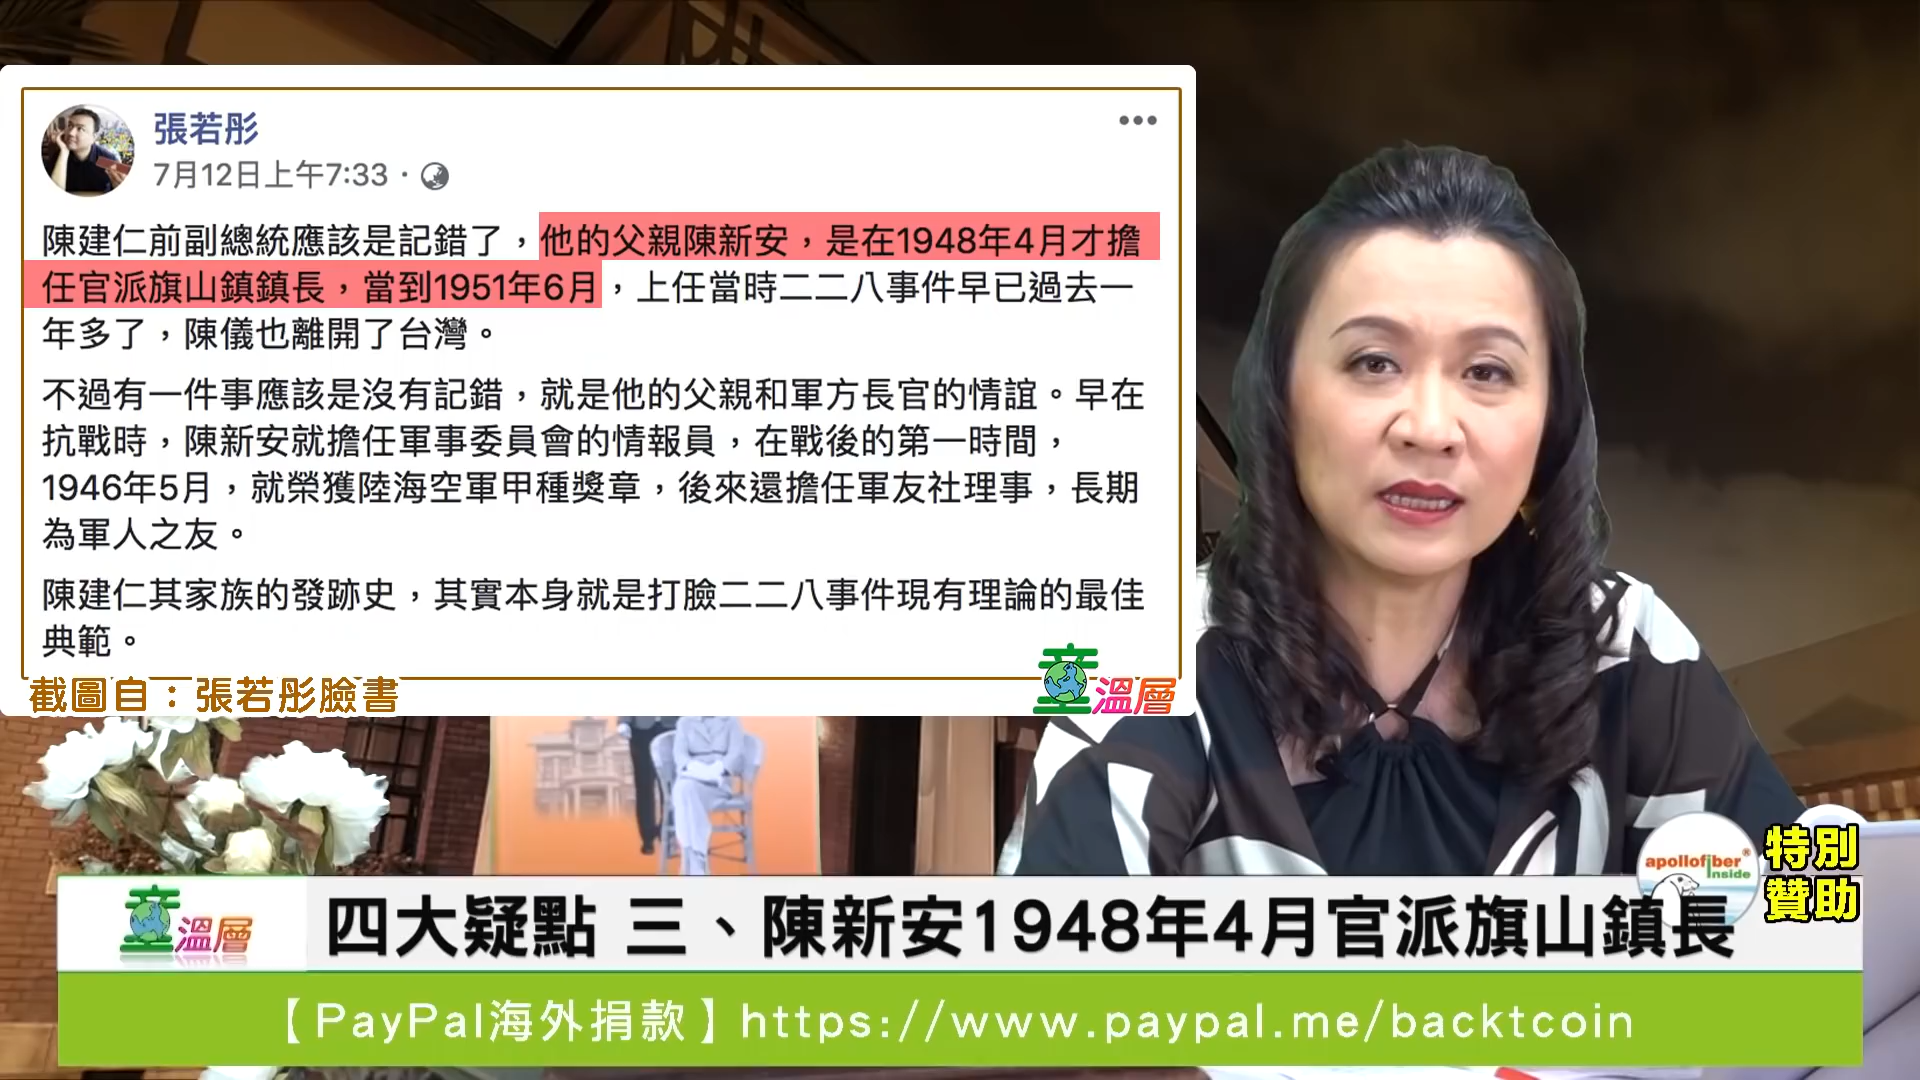 張若彤
7月12日上午7:33
陳建仁前副總統應該是記錯了，他的父親陳新安，是在1948年4月才擔
任官派旗山鎮鎮長，當到1951年6月，上任當時二二八事件早已過去一
年多了，陳儀也離開了台灣。
不過有一件事應該是沒有記錯，就是他的父親和軍方長官的情誼。早在
抗戰時，陳新安就擔任軍事委員會的情報員，在戰後的第一時間，
1946年5月，就榮獲陸海空軍甲種獎章，後來還擔任軍友社理事，長期
為軍人之友。
陳建仁其家族的發跡史，其實本身就是打臉二二八事件現有理論的最佳
典範。
截圖自：張若彤臉書
童溫層
apollofiber®
Inside
特別
贊助
童溫層
四大疑點 三、陳新安1948年4月官派旗山鎮長
【PayPal海外捐款】https://www.paypal.me/backtcoin